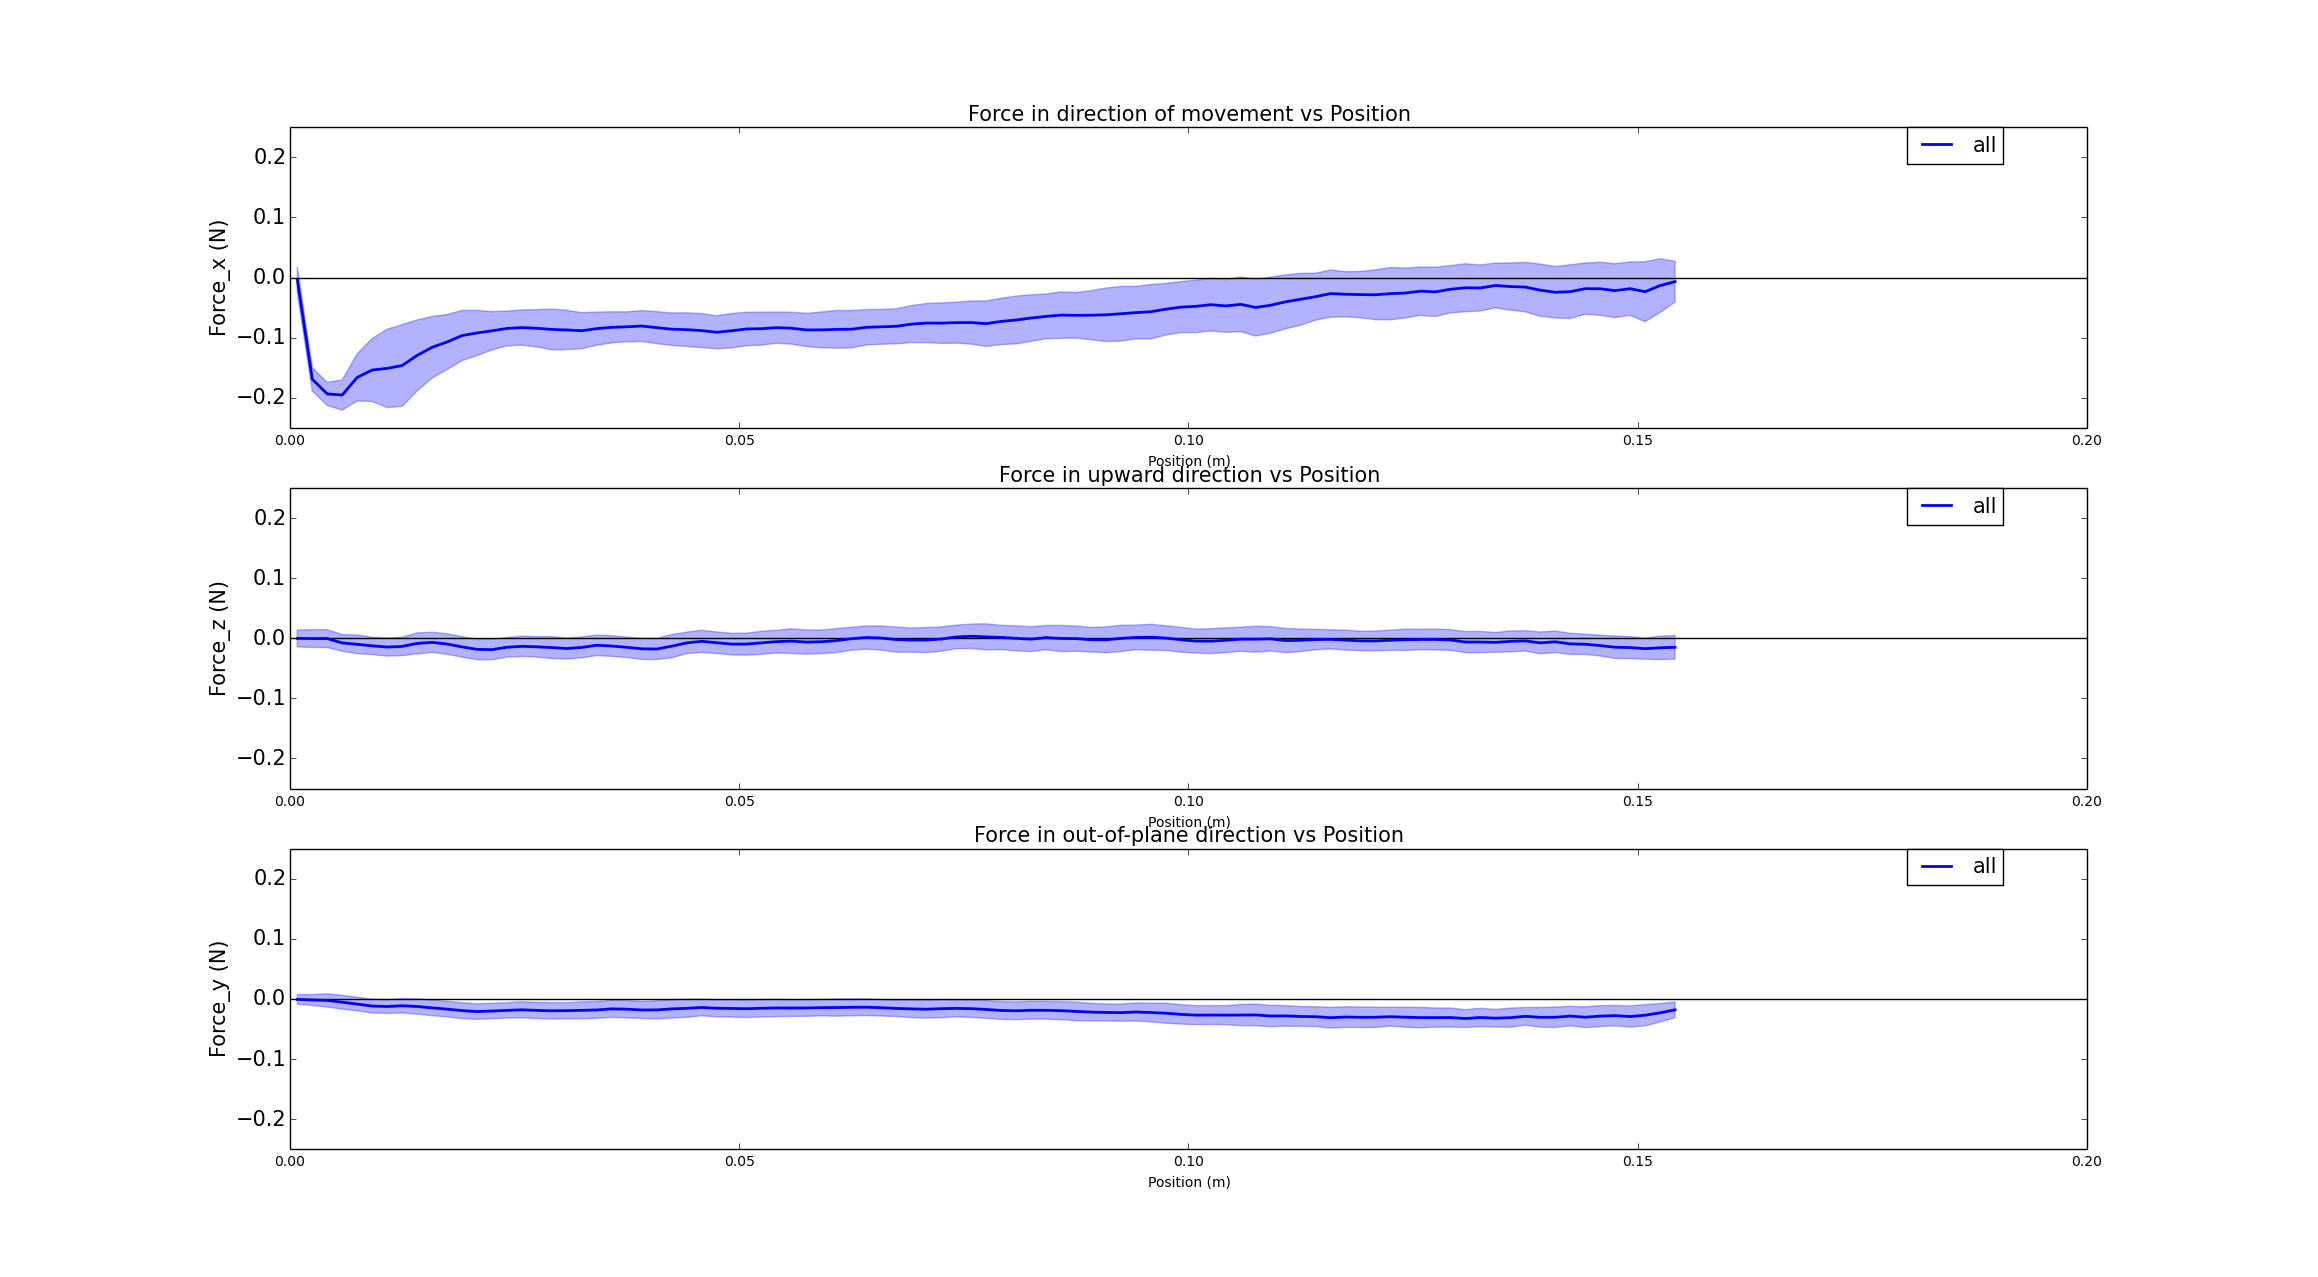 Force in direction of movement vs Position
all
Force_x (N)
0.2
0.1
0.0
−0.1
−0.2
0.00 0.05 0.10 0.15 0.20
Position (m)
Force in upward direction vs Position
all
Force_z (N)
0.2
0.1
0.0
−0.1
−0.2
0.00 0.05 0.10 0.15 0.20
Position (m)
Force in out-of-plane direction vs Position
all
Force_y (N)
0.2
0.1
0.0
−0.1
−0.2
0.00 0.05 0.10 0.15 0.20
Position (m)